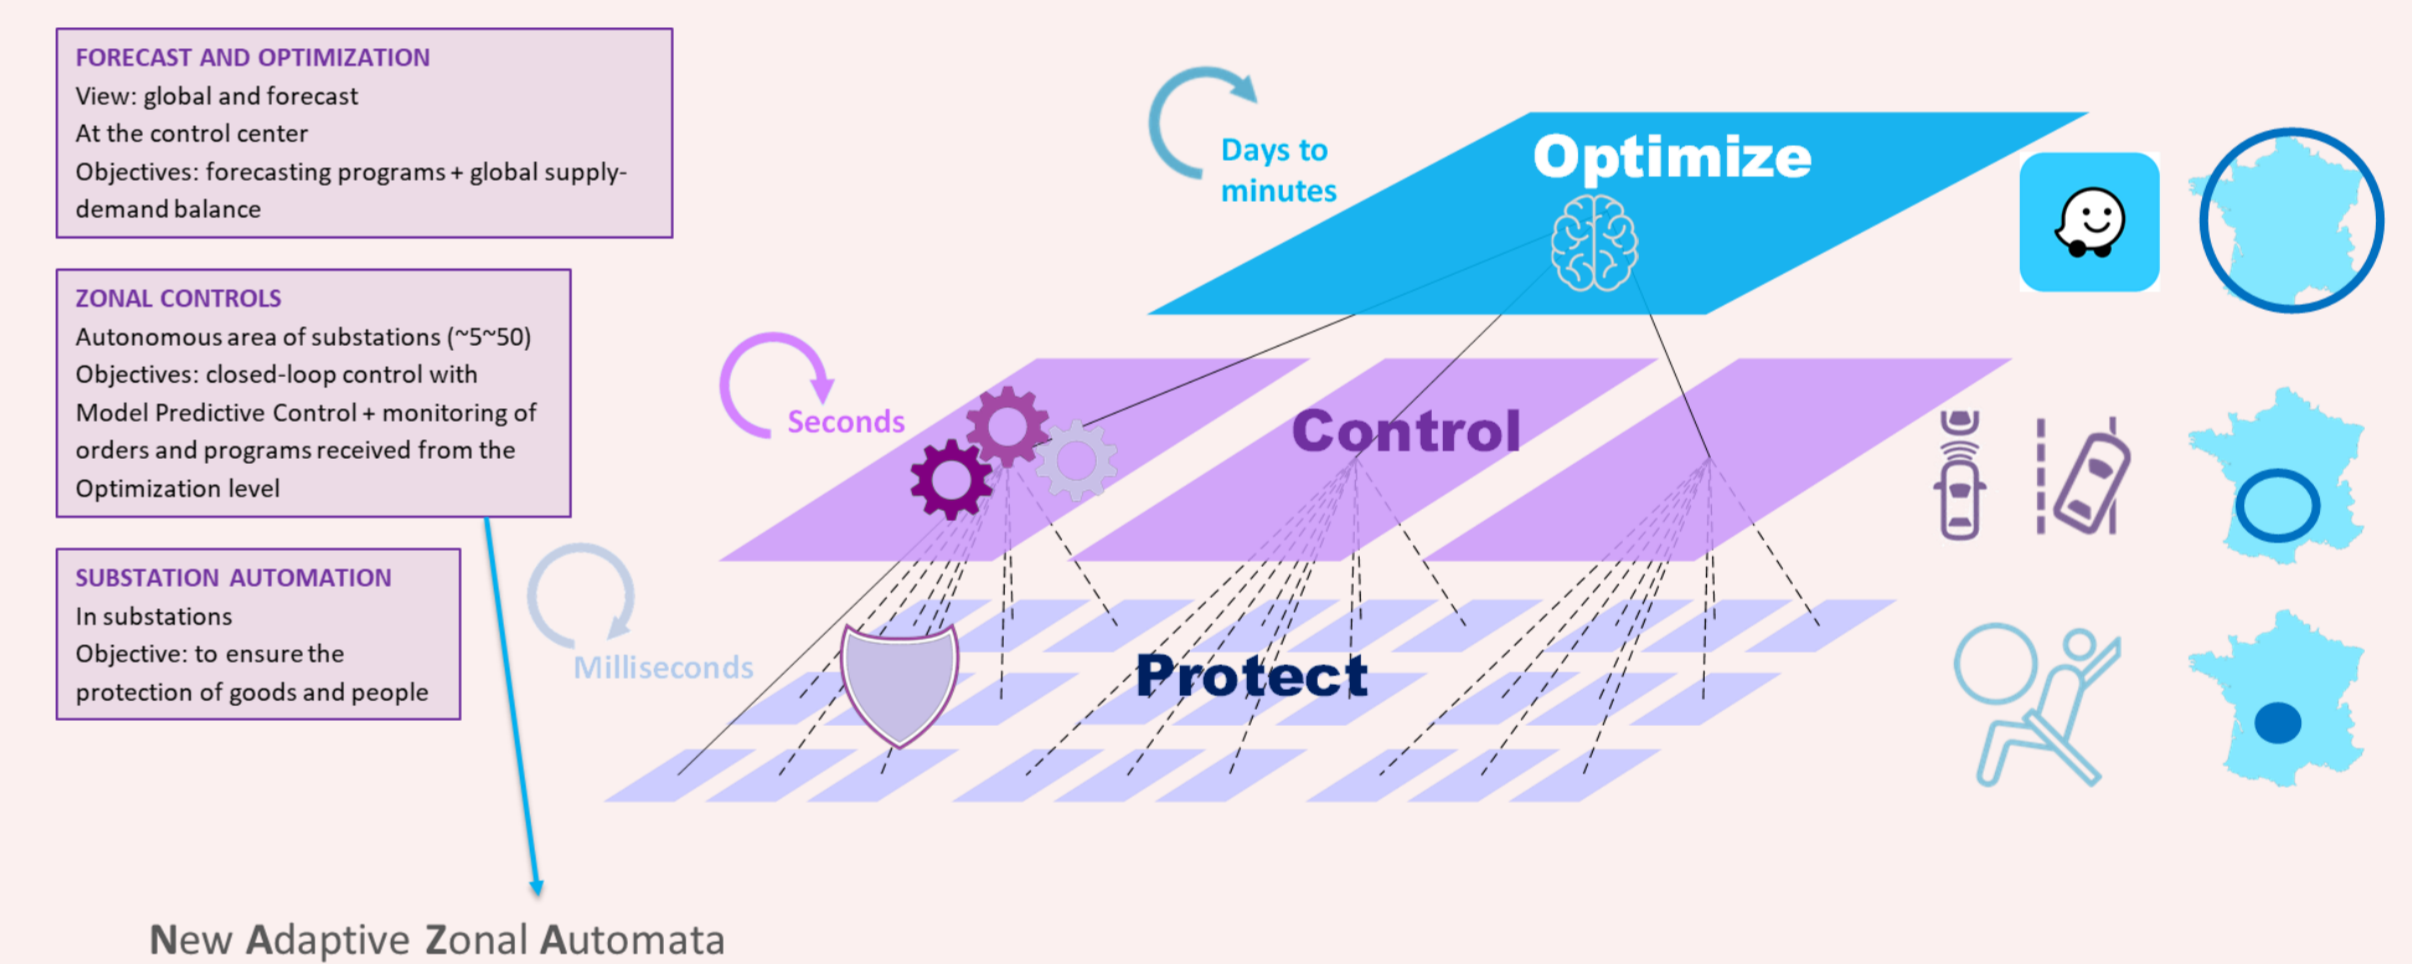 FORECAST AND OPTIMIZATION
View: global and forecast
At the control center
Objectives: forecasting programs + global supply-
demand balance
ZONAL CONTROLS
Autonomous area of substations (~5~50)
Objectives: closed-loop control with
Model Predictive Control + monitoring of
orders and programs received from the
Optimization level
SUBSTATION AUTOMATION
In substations
Objective: to ensure the
protection of goods and people
New Adaptive Zonal Automata
Days to
minutes
Optimize
Seconds
Control
Milliseconds
Protect